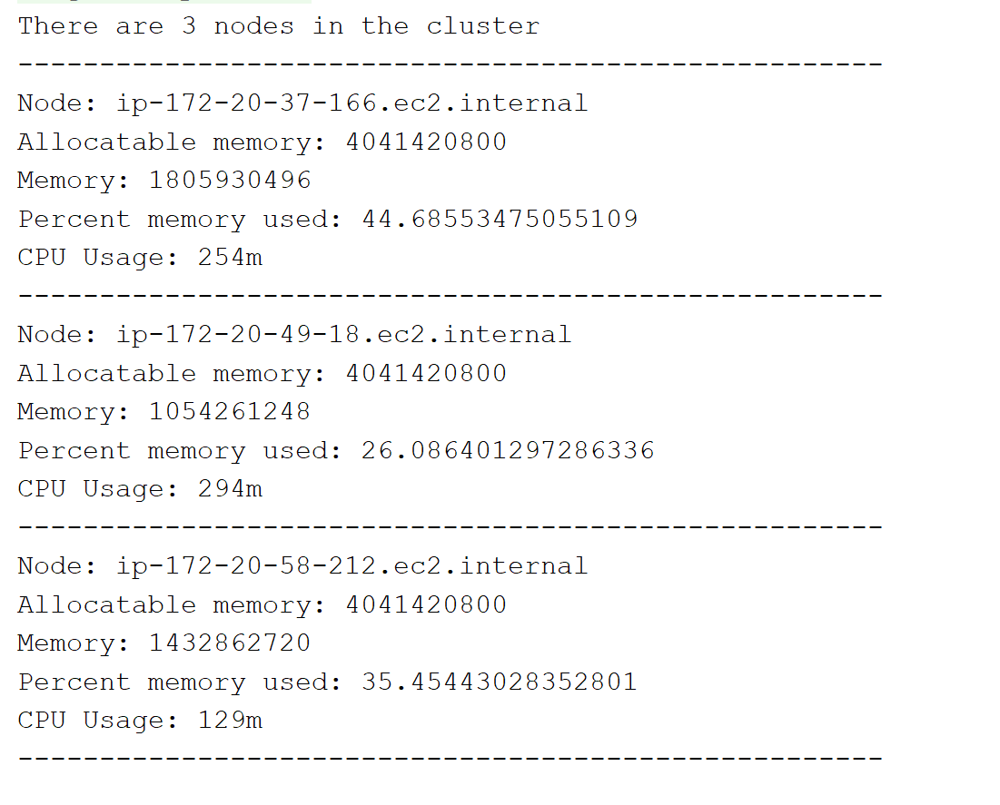 There are 3 nodes in the cluster
-----------------------------------------------------
Node: ip-172-20-37-166.ec2.internal
Allocatable memory: 4041420800
Memory: 1805930496
Percent memory used: 44.68553475055109
CPU Usage: 254m
-----------------------------------------------------
Node: ip-172-20-49-18.ec2.internal
Allocatable memory: 4041420800
Memory: 1054261248
Percent memory used: 26.086401297286336
CPU Usage: 294m
-----------------------------------------------------
Node: ip-172-20-58-212.ec2.internal
Allocatable memory: 4041420800
Memory: 1432862720
Percent memory used: 35.45443028352801
CPU Usage: 129m
-----------------------------------------------------